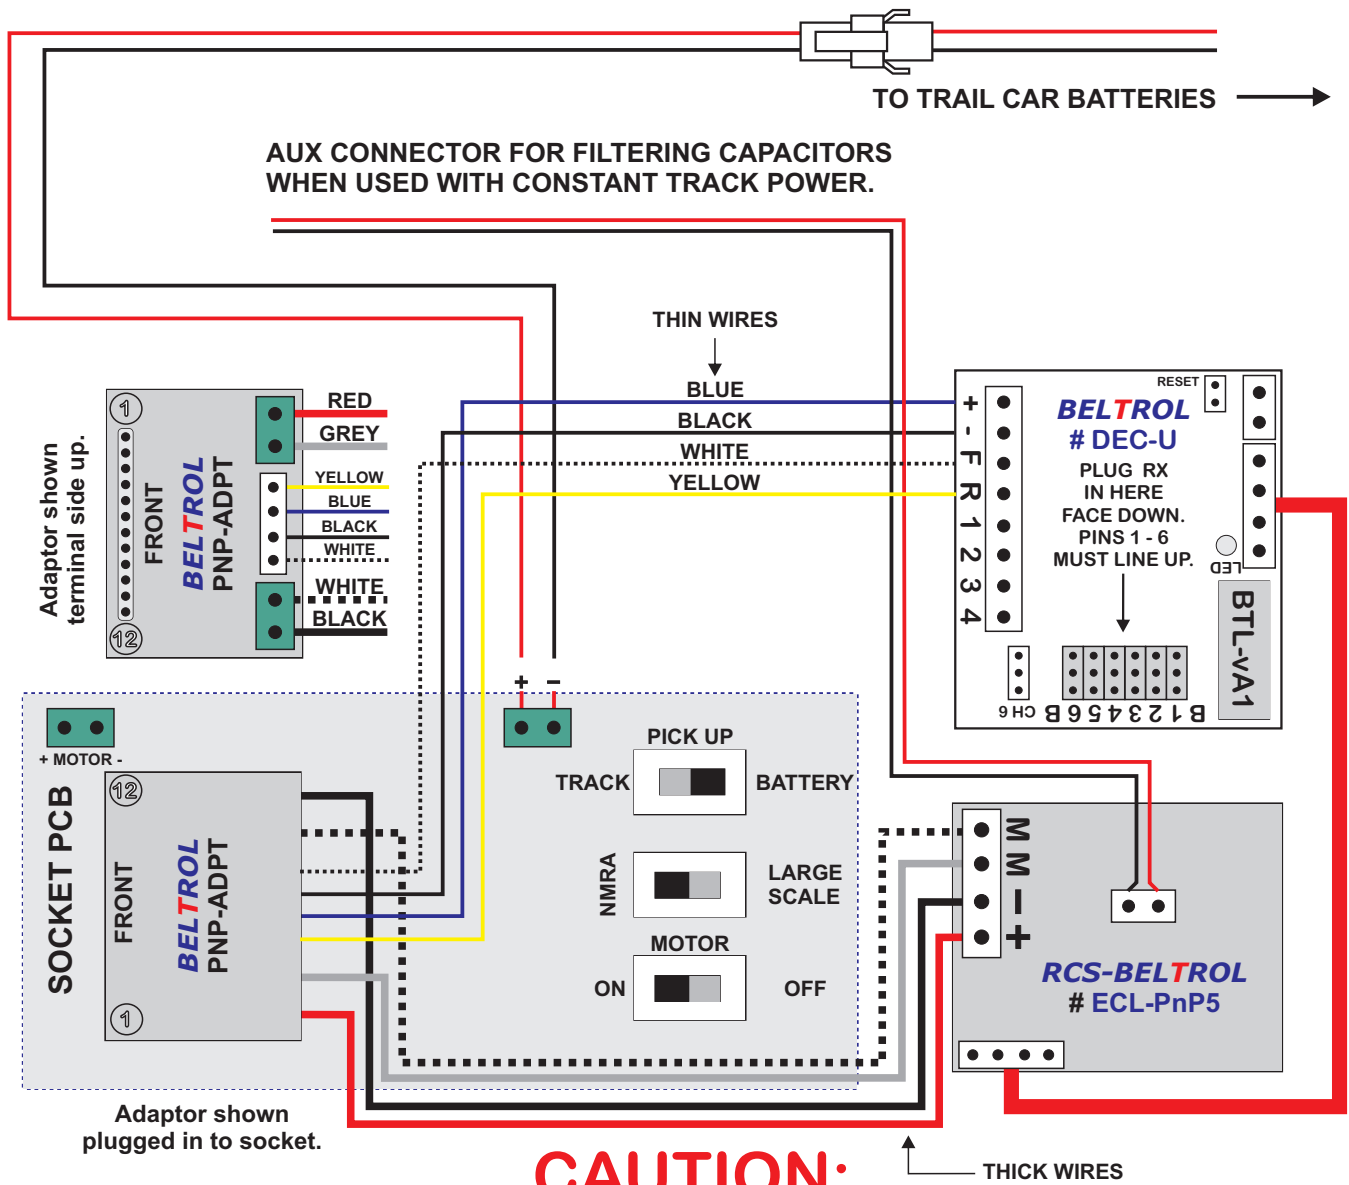 TO TRAIL CAR BATTERIES
AUX CONNECTOR FOR FILTERING CAPACITORS
WHEN USED WITH CONSTANT TRACK POWER.
THIN WIRES
BLUE
BLACK
WHITE
YELLOW
Adaptor shown
terminal side up.
1
12
FRONT
BELTROL
PNP-ADPT
RED
GREY
YELLOW
BLUE
BLACK
WHITE
WHITE
BLACK
+
-
F
R
1
2
3
4
RESET
BELTROL
# DEC-U
PLUG RX
IN HERE
FACE DOWN.
PINS 1 - 6
MUST LINE UP.
LED
BTL-vA1
CH 6
B 1 2 3 4 5 6 B
+ −
+ MOTOR -
SOCKET PCB
12
1
FRONT
BELTROL
PNP-ADPT
PICK UP
TRACK
BATTERY
NMRA
LARGE
SCALE
MOTOR
ON
OFF
M
M
−
+
RCS-BELTROL
# ECL-PnP5
Adaptor shown
plugged in to socket.
THICK WIRES
CAUTION: